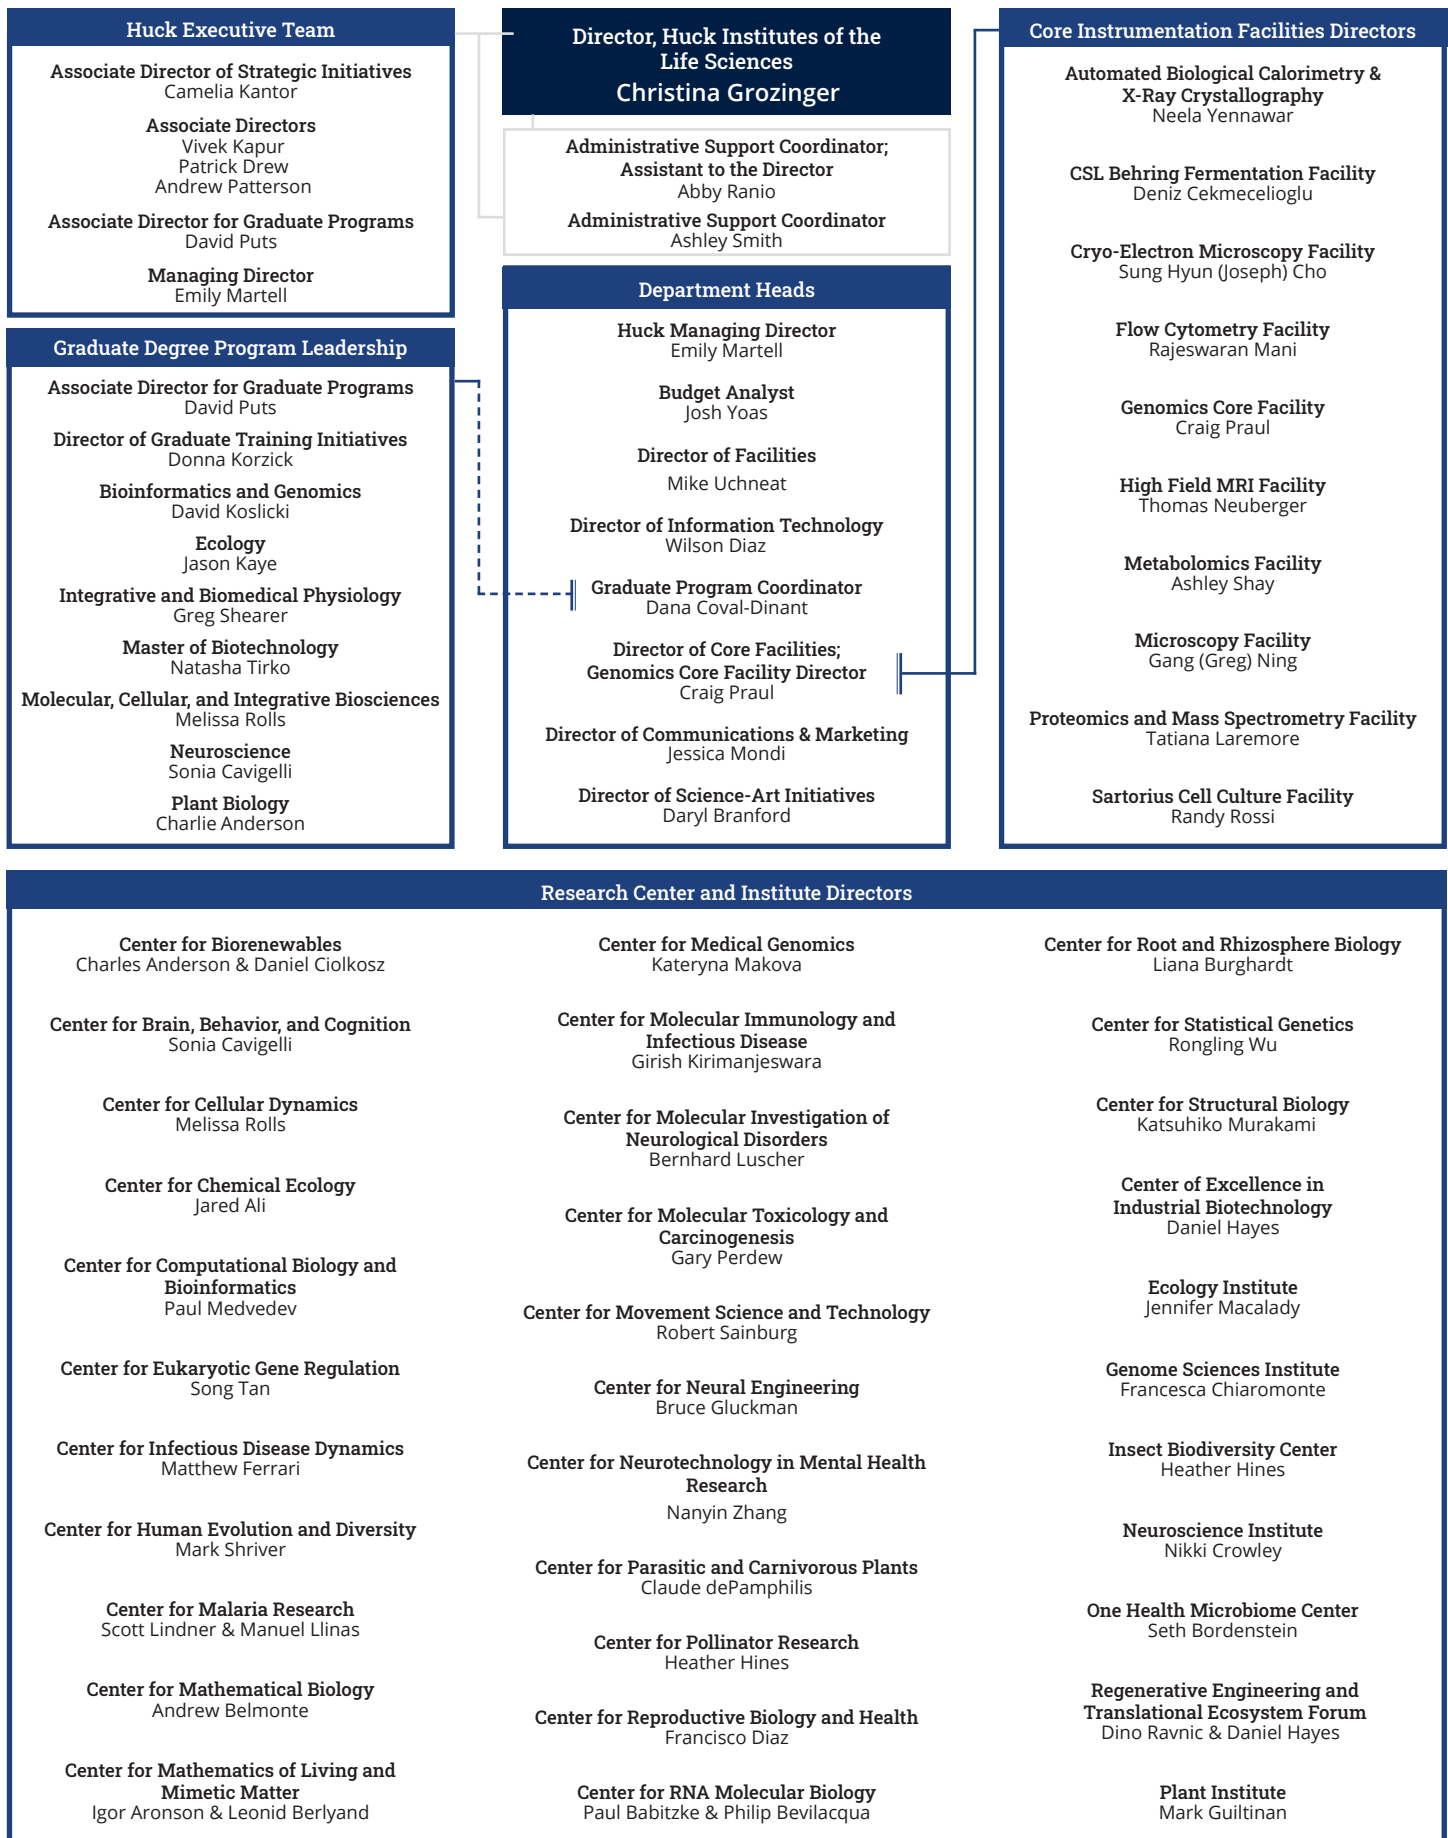 Huck Executive Team
Associate Director of Strategic Initiatives
Camelia Kantor
Associate Directors
Vivek Kapur
Patrick Drew
Andrew Patterson
Associate Director for Graduate Programs
David Puts
Managing Director
Emily Martell
Graduate Degree Program Leadership
Associate Director for Graduate Programs
David Puts
Director of Graduate Training Initiatives
Donna Korzick
Bioinformatics and Genomics
David Koslicki
Ecology
Jason Kaye
Integrative and Biomedical Physiology
Greg Shearer
Master of Biotechnology
Natasha Tirko
Molecular, Cellular, and Integrative Biosciences
Melissa Rolls
Neuroscience
Sonia Cavigelli
Plant Biology
Charlie Anderson
Director, Huck Institutes of the
Life Sciences
Christina Grozinger
Administrative Support Coordinator;
Assistant to the Director
Abby Ranio
Administrative Support Coordinator
Ashley Smith
Department Heads
Huck Managing Director
Emily Martell
Budget Analyst
Josh Yoas
Director of Facilities
Mike Uchneat
Director of Information Technology
Wilson Diaz
Graduate Program Coordinator
Dana Coval-Dinant
Director of Core Facilities;
Genomics Core Facility Director
Craig Praul
Director of Communications & Marketing
Jessica Mondi
Director of Science-Art Initiatives
Daryl Branford
Core Instrumentation Facilities Directors
Automated Biological Calorimetry &
X-Ray Crystallography
Neela Yennawar
CSL Behring Fermentation Facility
Deniz Cekmecelioglu
Cryo-Electron Microscopy Facility
Sung Hyun (Joseph) Cho
Flow Cytometry Facility
Rajeswaran Mani
Genomics Core Facility
Craig Praul
High Field MRI Facility
Thomas Neuberger
Metabolomics Facility
Ashley Shay
Microscopy Facility
Gang (Greg) Ning
Proteomics and Mass Spectrometry Facility
Tatiana Laremore
Sartorius Cell Culture Facility
Randy Rossi
Research Center and Institute Directors
Center for Biorenewables
Charles Anderson & Daniel Ciolkosz
Center for Brain, Behavior, and Cognition
Sonia Cavigelli
Center for Cellular Dynamics
Melissa Rolls
Center for Chemical Ecology
Jared Ali
Center for Computational Biology and
Bioinformatics
Paul Medvedev
Center for Eukaryotic Gene Regulation
Song Tan
Center for Infectious Disease Dynamics
Matthew Ferrari
Center for Human Evolution and Diversity
Mark Shriver
Center for Malaria Research
Scott Lindner & Manuel Llinas
Center for Mathematical Biology
Andrew Belmonte
Center for Mathematics of Living and
Mimetic Matter
Igor Aronson & Leonid Berlyand
Center for Medical Genomics
Kateryna Makova
Center for Molecular Immunology and
Infectious Disease
Girish Kirimanjeswara
Center for Molecular Investigation of
Neurological Disorders
Bernhard Luscher
Center for Molecular Toxicology and
Carcinogenesis
Gary Perdew
Center for Movement Science and Technology
Robert Sainburg
Center for Neural Engineering
Bruce Gluckman
Center for Neurotechnology in Mental Health
Research
Nanyin Zhang
Center for Parasitic and Carnivorous Plants
Claude dePamphilis
Center for Pollinator Research
Heather Hines
Center for Reproductive Biology and Health
Francisco Diaz
Center for RNA Molecular Biology
Paul Babitzke & Philip Bevilacqua
Center for Root and Rhizosphere Biology
Liana Burghardt
Center for Statistical Genetics
Rongling Wu
Center for Structural Biology
Katsuhiko Murakami
Center of Excellence in
Industrial Biotechnology
Daniel Hayes
Ecology Institute
Jennifer Macalady
Genome Sciences Institute
Francesca Chiaromonte
Insect Biodiversity Center
Heather Hines
Neuroscience Institute
Nikki Crowley
One Health Microbiome Center
Seth Bordenstein
Regenerative Engineering and
Translational Ecosystem Forum
Dino Ravnic & Daniel Hayes
Plant Institute
Mark Guiltinan